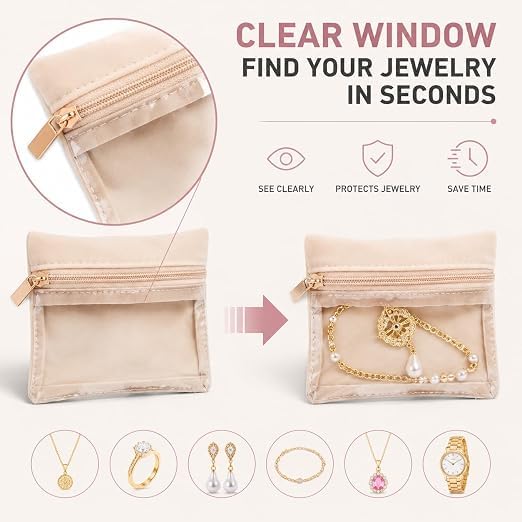 CLEAR WINDOW
FIND YOUR JEWELRY
IN SECONDS
SEE CLEARLY
PROTECTS JEWELRY
SAVE TIME